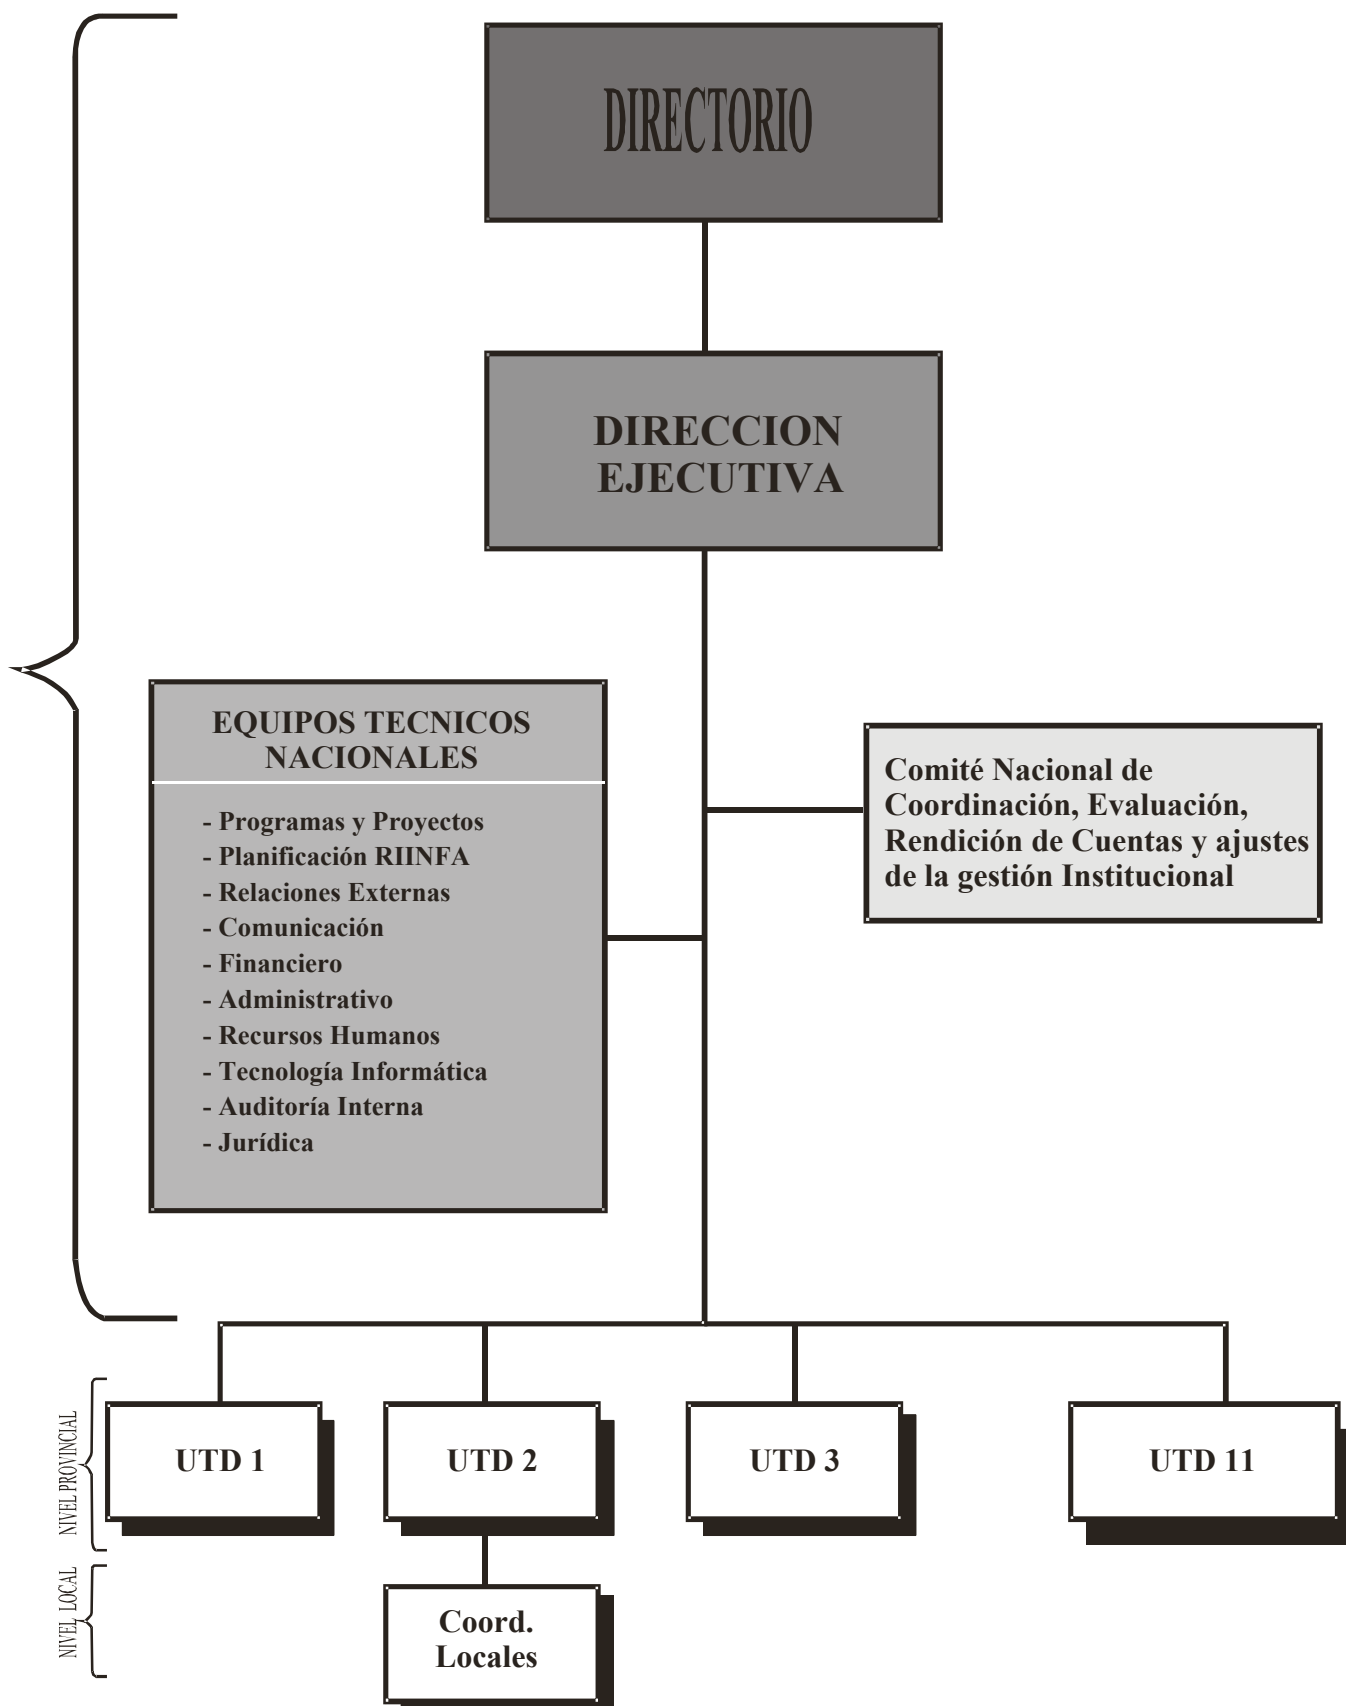 DIRECTORIO
DIRECCION
EJECUTIVA
EQUIPOS TECNICOS
NACIONALES
- Programas y Proyectos
- Planificación RIINFA
- Relaciones Externas
- Comunicación
- Financiero
- Administrativo
- Recursos Humanos
- Tecnología Informática
- Auditoría Interna
- Jurídica
Comité Nacional de
Coordinación, Evaluación,
Rendición de Cuentas y ajustes
de la gestión Institucional
NIVEL PROVINCIAL
UTD 1
UTD 2
UTD 3
UTD 11
NIVEL LOCAL
Coord.
Locales